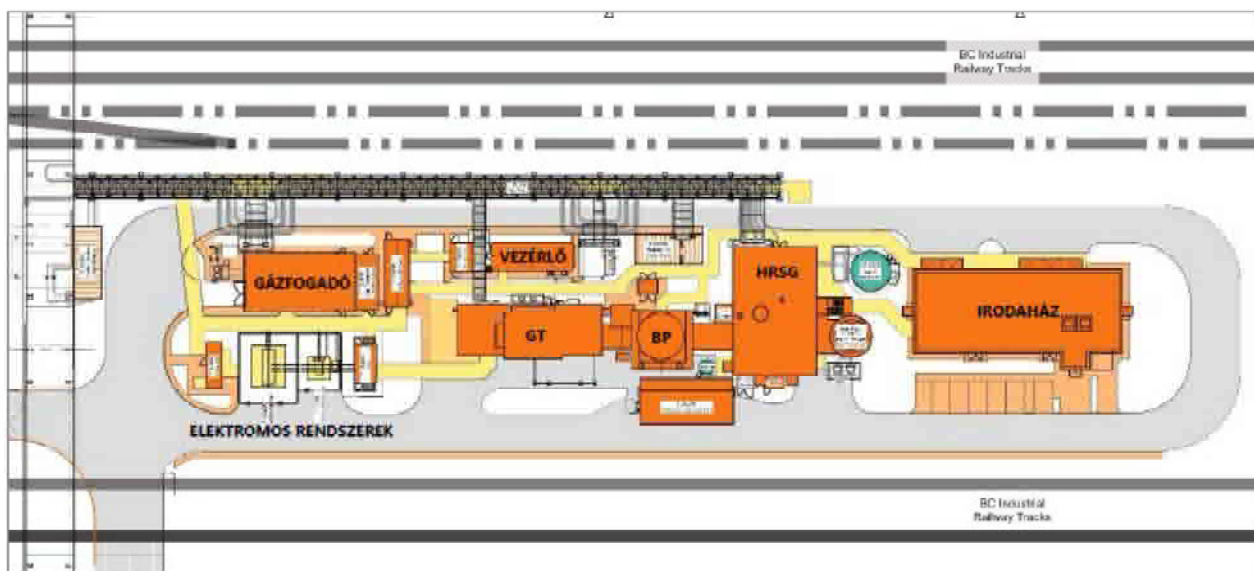 BC Industrial
Railway Tracks
VEZÉRLŐ
GÁZFOGADÓ
HRSG
GT
BP
IRODAHÁZ
ELEKTROMOS RENDSZEREK
BC Industrial
Railway Tracks